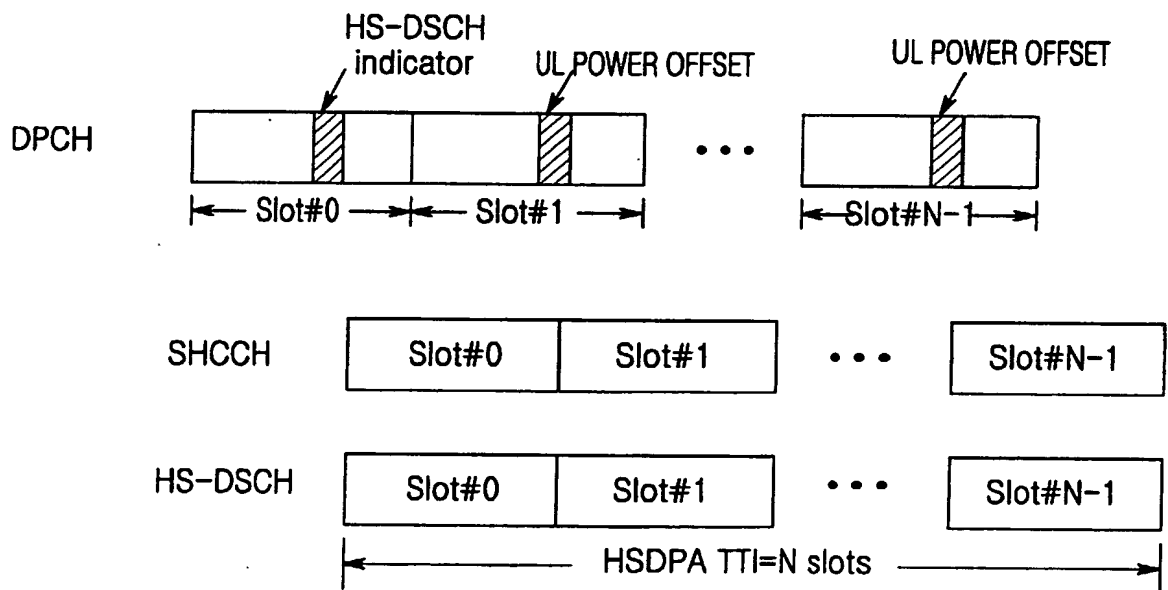 HS-DSCH
indicator
UL POWER OFFSET
UL POWER OFFSET
DPCH
Slot#0
Slot#1
Slot#N-1
SHCCH
Slot#0
Slot#1
Slot#N-1
HS-DSCH
Slot#0
Slot#1
Slot#N-1
HSDPA TTI=N slots